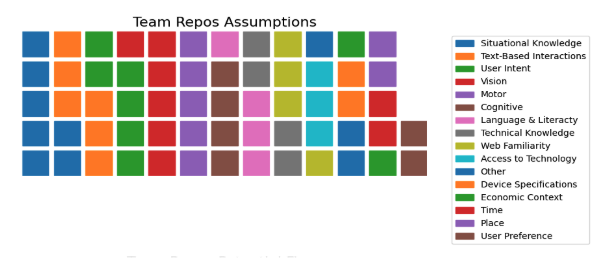 Team Repos Assumptions
Situational Knowledge
Text-Based Interactions
User Intent
Vision
Motor
Cognitive
Language & Literacty
Technical Knowledge
Web Familiarity
Access to Technology
Other
Device Specifications
Economic Context
Time
Place
User Preference